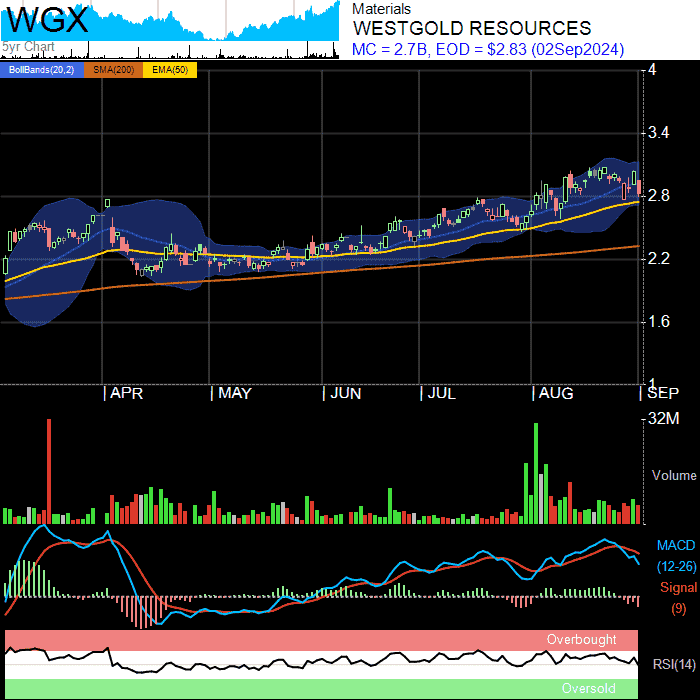 WGX
5yr Chart
Materials
WESTGOLD RESOURCES
MC = 2.7B, EOD = $2.83 (02Sep2024)
BollBands(20,2) SMA(200) EMA(50)
4
3.4
2.8
2.2
1.6
1
APR MAY JUN JUL AUG SEP
32M
Volume
MACD
(12-26)
Signal
(9)
Overbought
RSI(14)
Oversold